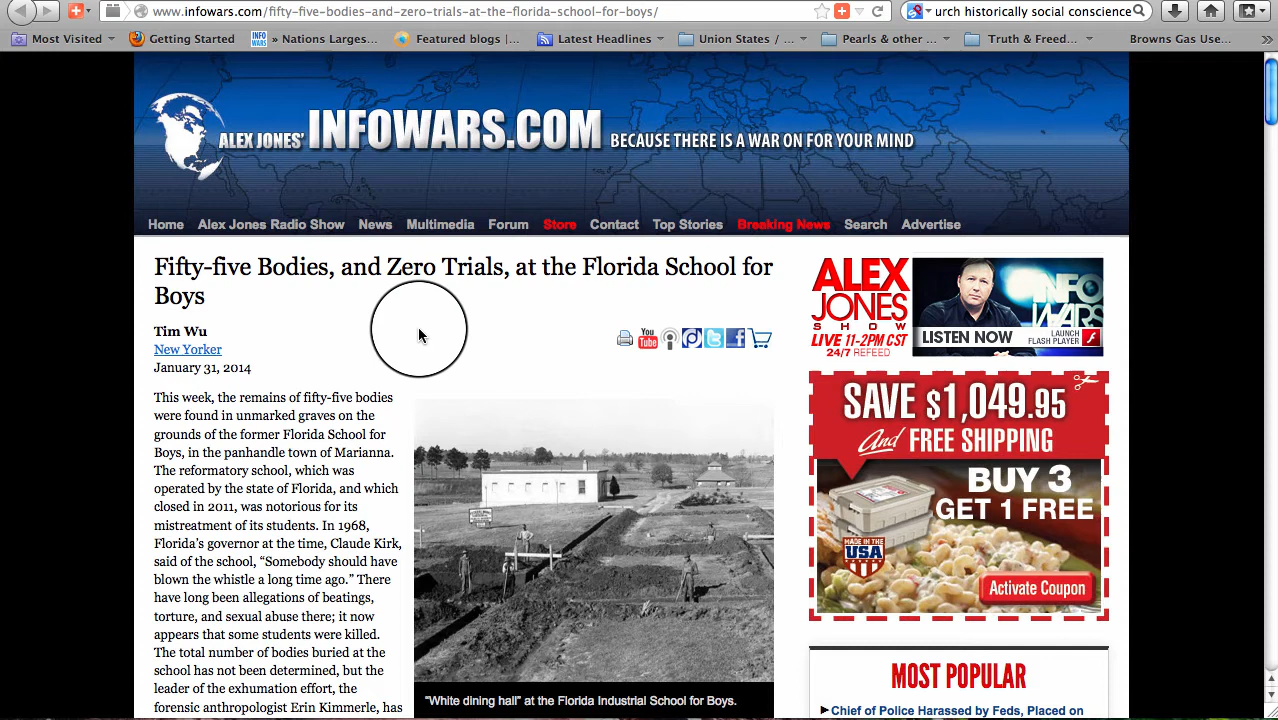 www.infowars.com/fifty-five-bodies-and-zero-trials-at-the-florida-school-for-boys/
urch historically social conscience
Most Visited
Getting Started
INFO WARS
» Nations Larges...
Featured blogs |...
Latest Headlines
Union States / ...
Pearls & other ...
Truth & Freed...
Browns Gas Use...
»
ALEX JONES' INFOWARS.COM BECAUSE THERE IS A WAR ON FOR YOUR MIND
Home Alex Jones Radio Show News Multimedia Forum Store Contact Top Stories Breaking News Search Advertise
Fifty-five Bodies, and Zero Trials, at the Florida School for
Boys
Tim Wu
New Yorker
January 31, 2014
You
Tube
This week, the remains of fifty-five bodies
were found in unmarked graves on the
grounds of the former Florida School for
Boys, in the panhandle town of Marianna.
The reformatory school, which was
operated by the state of Florida, and which
closed in 2011, was notorious for its
mistreatment of its students. In 1968,
Florida's governor at the time, Claude Kirk,
said of the school, “Somebody should have
blown the whistle a long time ago.” There
have long been allegation of beatings,
torture, and sexual abuse there; it now
appears that some students were killed.
The total number of bodies buried at the
school has not been determined, but the
leader of the exhumation effort, the
forensic anthropologist Erin Kimmerle, has
“White dining hall” at the Florida Industrial School for Boys.
ALEX
JONES
SHOW
LIVE 11-2PM CST
24/7 REFEED
INFO
WARS
LISTEN NOW
LAUNCH
FLASH PLAYER
SAVE $1,049.95
And FREE SHIPPING
BUY 3
GET 1 FREE
MADE IN THE
USA
Activate Coupon
MOST POPULAR
Chief of Police Harassed by Feds, Placed on